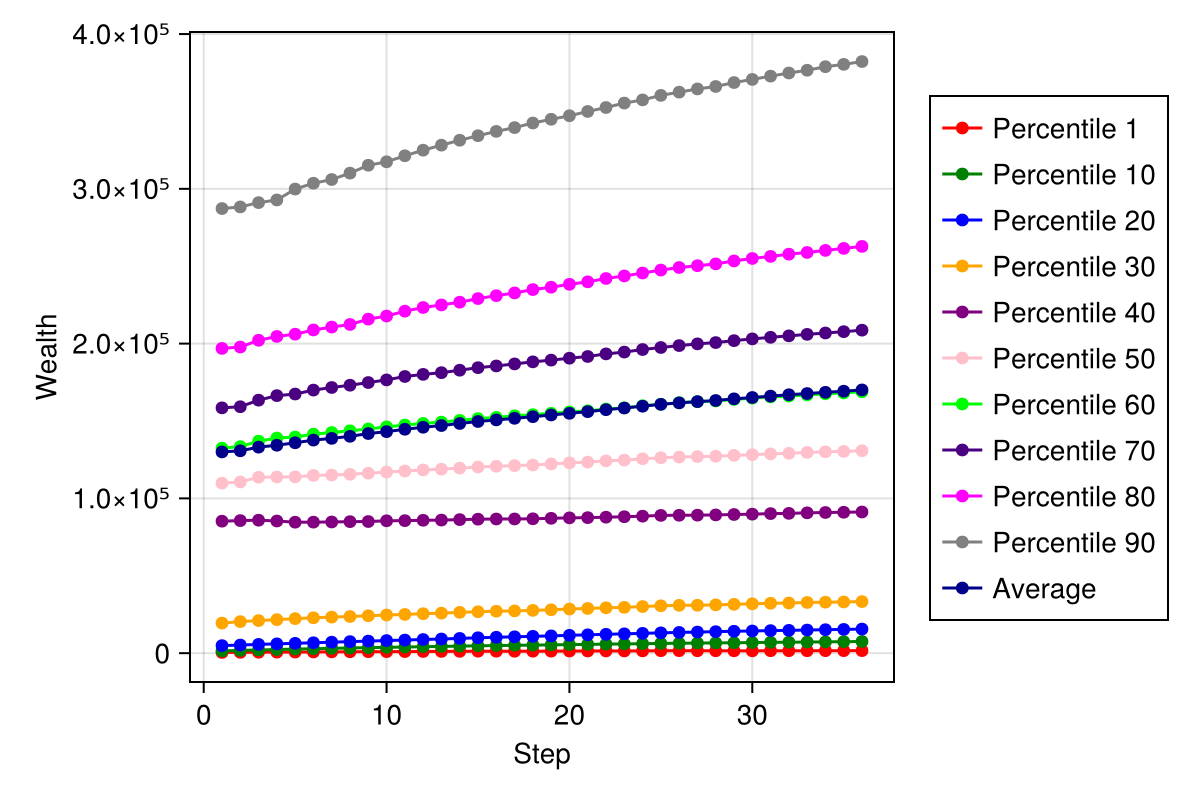 4.0×10⁵
3.0×10⁵
2.0×10⁵
1.0×10⁵
0
Wealth
0 10 20 30
Step
Percentile 1
Percentile 10
Percentile 20
Percentile 30
Percentile 40
Percentile 50
Percentile 60
Percentile 70
Percentile 80
Percentile 90
Average